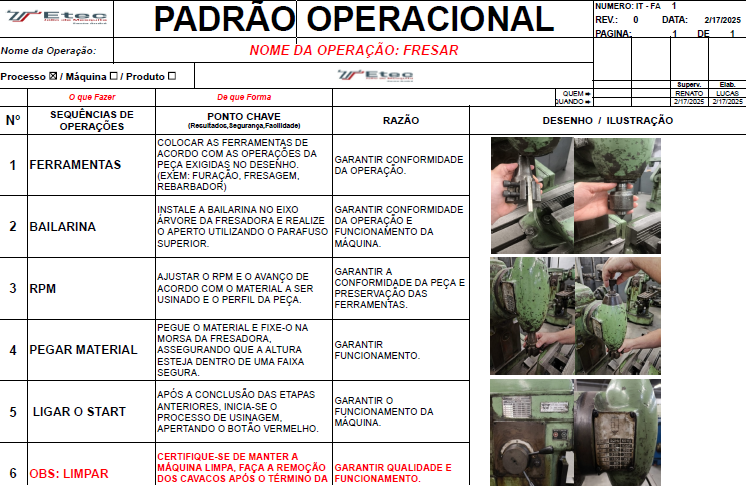 Etec
PADRÃO OPERACIONAL
NUMERO: IT - FA 1
REV.: 0 DATA: 2/17/2025
PAGINA: 1 DE 1
Nome da Operação:
NOME DA OPERAÇÃO: FRESAR
Processo ☒ / Máquina ☐ / Produto ☐
Etec
Superv. Elab.
O que Fazer
De que Forma
QUEM
RENATO LUCAS
QUANDO
2/17/2025 2/17/2025
Nº
SEQUÊNCIAS DE
OPERAÇÕES
PONTO CHAVE
(Resultados,Segurança,Facilidade)
RAZÃO
DESENHO / ILUSTRAÇÃO
1
FERRAMENTAS
COLOCAR AS FERRAMENTAS DE
ACORDO COM AS OPERAÇÕES DA
PEÇA EXIGIDAS NO DESENHO.
(EXEM: FURAÇÃO, FRESAGEM,
REBARBADOR)
GARANTIR CONFORMIDADE
DA OPERAÇÃO.
2
BAILARINA
INSTALE A BAILARINA NO EIXO
ÁRVORE DA FRESADORA E REALIZE
O APERTO UTILIZANDO O PARAFUSO
SUPERIOR.
GARANTIR CONFORMIDADE
DA OPERAÇÃO E
FUNCIONAMENTO DA
MÁQUINA.
3
RPM
AJUSTAR O RPM E O AVANÇO DE
ACORDO COM O MATERIAL A SER
USINADO E O PERFIL DA PEÇA.
GARANTIR A
CONFORMIDADE DA PEÇA E
PRESERVAÇÃO DAS
FERRAMENTAS.
4
PEGAR MATERIAL
PEGUE O MATERIAL E FIXE-O NA
MORSA DA FRESADORA,
ASSEGURANDO QUE A ALTURA
ESTEJA DENTRO DE UMA FAIXA
SEGURA.
GARANTIR
FUNCIONAMENTO.
5
LIGAR O START
APÓS A CONCLUSÃO DAS ETAPAS
ANTERIORES, INICIA-SE O
PROCESSO DE USINAGEM,
APERTANDO O BOTÃO VERMELHO.
GARANTIR O
FUNCIONAMENTO DA
MÁQUINA.
6
OBS: LIMPAR
CERTIFIQUE-SE DE MANTER A
MÁQUINA LIMPA, FAÇA A REMOÇÃO
DOS CAVACOS APÓS O TÉRMINO DA
GARANTIR QUALIDADE E
FUNCIONAMENTO.